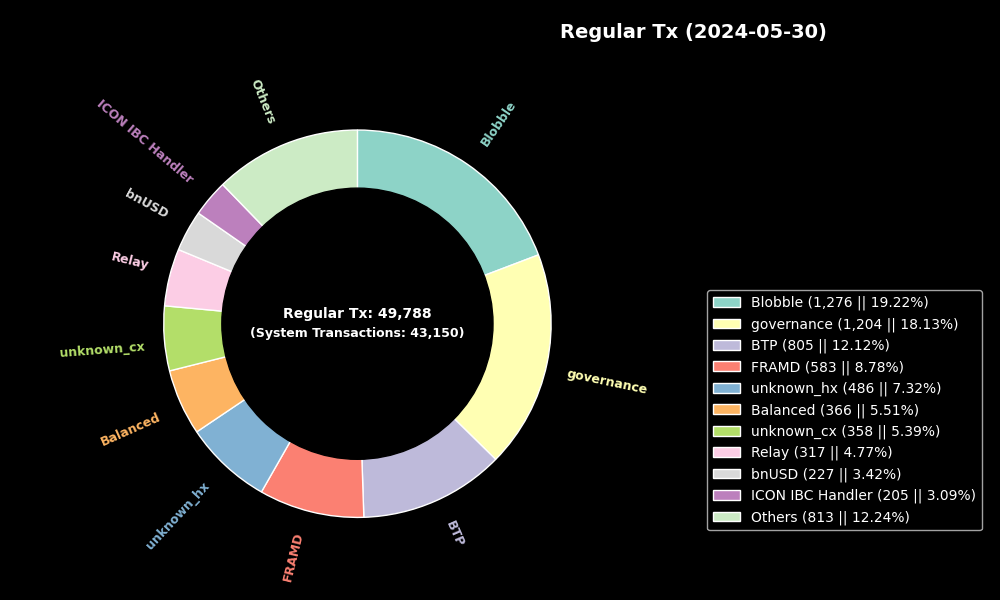 Regular Tx (2024-05-30)
Others
Blobble
ICON IBC Handler
bnUSD
Relay
unknown_cx
Balanced
unknown_hx
FRAMD
BTP
governance
Regular Tx: 49,788
(System Transactions: 43,150)
Blobble (1,276 || 19.22%)
governance (1,204 || 18.13%)
BTP (805 || 12.12%)
FRAMD (583 || 8.78%)
unknown_hx (486 || 7.32%)
Balanced (366 || 5.51%)
unknown_cx (358 || 5.39%)
Relay (317 || 4.77%)
bnUSD (227 || 3.42%)
ICON IBC Handler (205 || 3.09%)
Others (813 || 12.24%)